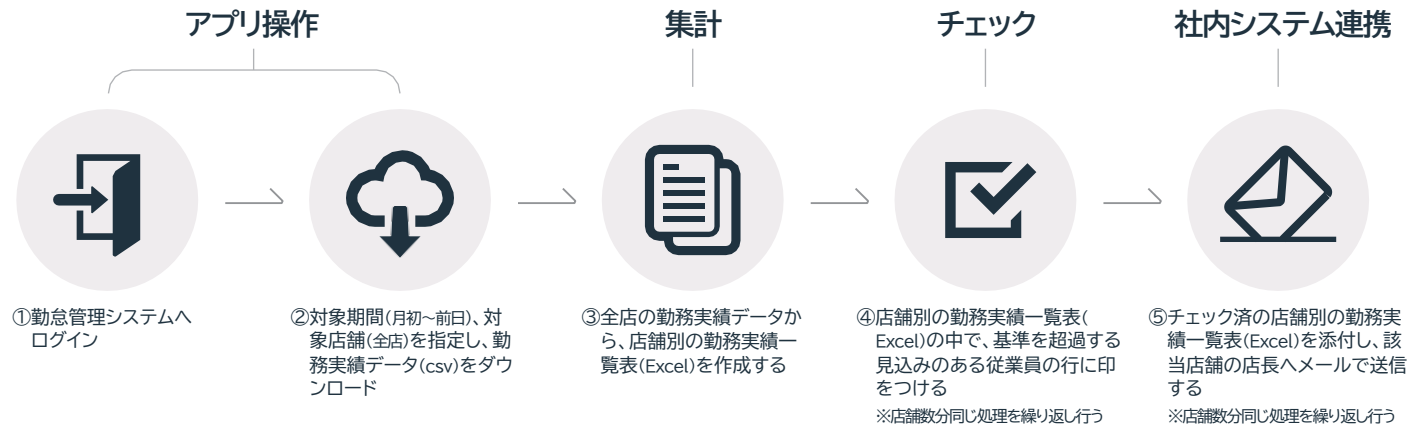 アプリ操作
集計
チェック
社内システム連携
①勤怠管理システムへ
ログイン
②対象期間(月初~前日)、対
象店舗(全店)を指定し、勤
務実績データ(csv)をダウ
ンロード
③全店の勤務実績データか
ら、店舗別の勤務実績一
覧表(Excel)を作成する
④店舗別の勤務実績一覧表(
Excel)の中で、基準を超過する
見込みのある従業員の行に印
をつける
※店舗数分同じ処理を繰り返し行う
⑤チェック済の店舗別の勤務実
績一覧表(Excel)を添付し、該
当店舗の店長へメールで送信
する
※店舗数分同じ処理を繰り返し行う